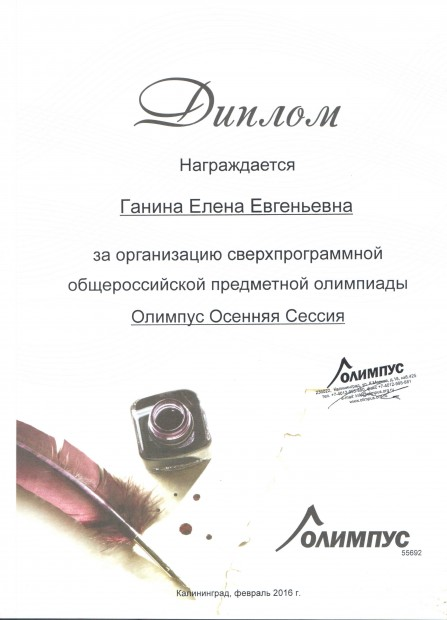 Диплом
Награждается
Ганина Елена Евгеньевна
за организацию сверхпрограммной
общероссийской предметной олимпиады
Олимпус Осенняя Сессия
ОЛИМПУС
ОЛИМПУС
55692
Калининград, февраль 2016 г.